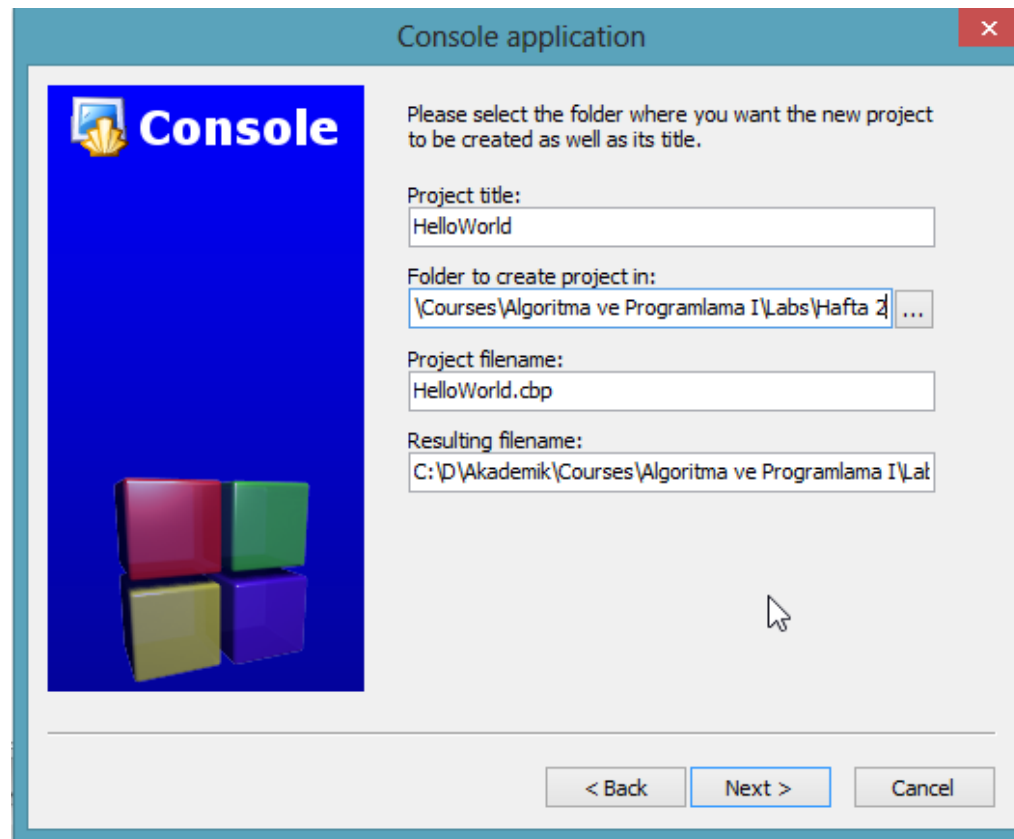 Console application
Console
Please select the folder where you want the new project
to be created as well as its title.
Project title:
HelloWorld
Folder to create project in:
\Courses\Algoritma ve Programlama I\Labs\Hafta 2
...
Project filename:
HelloWorld.cbp
Resulting filename:
C:\D\Akademik\Courses\Algoritma ve Programlama I\Lab
< Back
Next >
Cancel